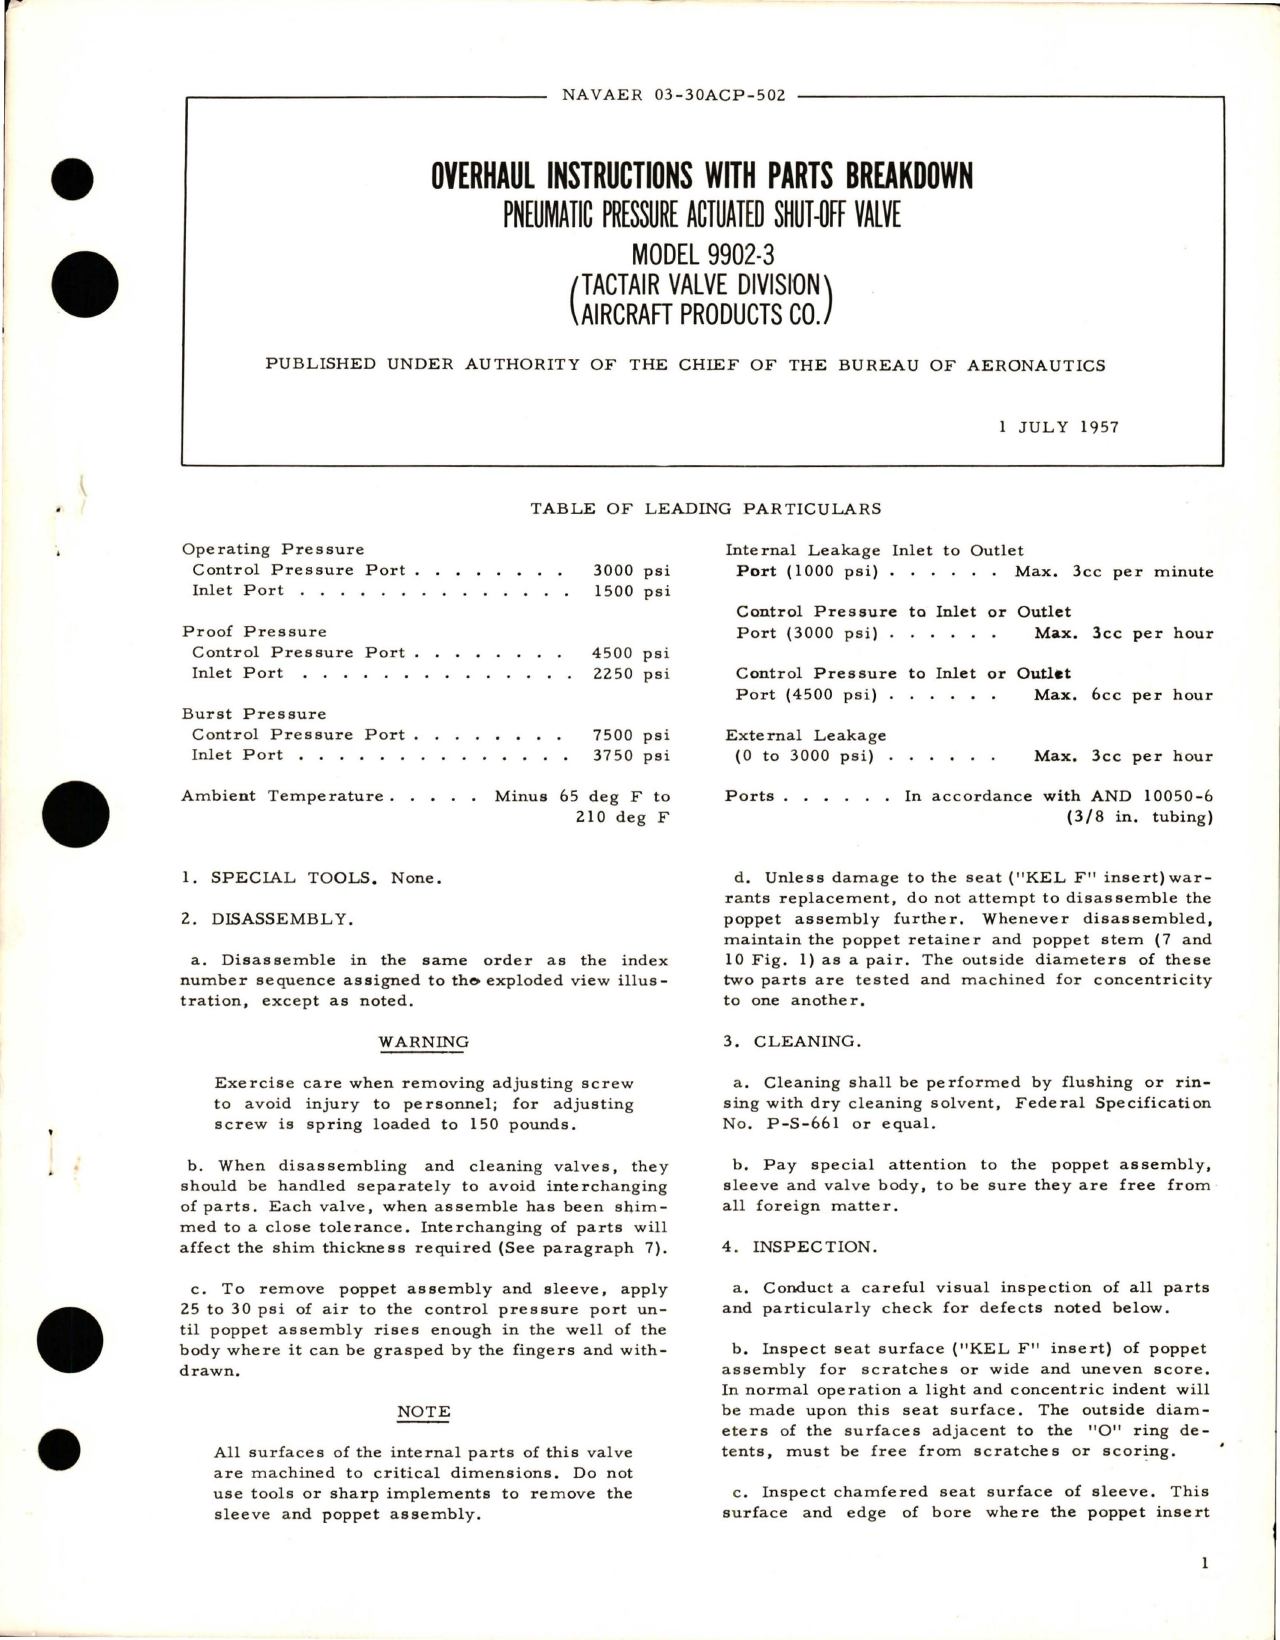 NAVAER 03-30ACP-502
OVERHAUL INSTRUCTIONS WITH PARTS BREAKDOWN
PNEUMATIC PRESSURE ACTUATED SHUT-OFF VALVE
MODEL 9902-3
(TACTAIR VALVE DIVISION
AIRCRAFT PRODUCTS CO.)
PUBLISHED UNDER AUTHORITY OF THE CHIEF OF THE BUREAU OF AERONAUTICS
1 JULY 1957
TABLE OF LEADING PARTICULARS
Operating Pressure
Control Pressure Port . . . . . . . . 3000 psi
Inlet Port . . . . . . . . . . . . . . 1500 psi
Proof Pressure
Control Pressure Port . . . . . . . . 4500 psi
Inlet Port . . . . . . . . . . . . . . 2250 psi
Burst Pressure
Control Pressure Port . . . . . . . . 7500 psi
Inlet Port . . . . . . . . . . . . . . 3750 psi
Ambient Temperature . . . . . Minus 65 deg F to
210 deg F
Internal Leakage Inlet to Outlet
Port (1000 psi) . . . . . . Max. 3cc per minute
Control Pressure to Inlet or Outlet
Port (3000 psi) . . . . . . Max. 3cc per hour
Control Pressure to Inlet or Outlet
Port (4500 psi) . . . . . . Max. 6cc per hour
External Leakage
(0 to 3000 psi) . . . . . . Max. 3cc per hour
Ports . . . . . . In accordance with AND 10050-6
(3/8 in. tubing)
1. SPECIAL TOOLS. None.
2. DISASSEMBLY.
a. Disassemble in the same order as the index
number sequence assigned to the exploded view illus-
tration, except as noted.
WARNING
Exercise care when removing adjusting screw
to avoid injury to personnel; for adjusting
screw is spring loaded to 150 pounds.
b. When disassembling and cleaning valves, they
should be handled separately to avoid interchanging
of parts. Each valve, when assemble has been shim-
med to a close tolerance. Interchanging of parts will
affect the shim thickness required (See paragraph 7).
c. To remove poppet assembly and sleeve, apply
25 to 30 psi of air to the control pressure port un-
til poppet assembly rises enough in the well of the
body where it can be grasped by the fingers and with-
drawn.
NOTE
All surfaces of the internal parts of this valve
are machined to critical dimensions. Do not
use tools or sharp implements to remove the
sleeve and poppet assembly.
d. Unless damage to the seat ("KEL F" insert) war-
rants replacement, do not attempt to disassemble the
poppet assembly further. Whenever disassembled,
maintain the poppet retainer and poppet stem (7 and
10 Fig. 1) as a pair. The outside diameters of these
two parts are tested and machined for concentricity
to one another.
3. CLEANING.
a. Cleaning shall be performed by flushing or rin-
sing with dry cleaning solvent, Federal Specification
No. P-S-661 or equal.
b. Pay special attention to the poppet assembly,
sleeve and valve body, to be sure they are free from
all foreign matter.
4. INSPECTION.
a. Conduct a careful visual inspection of all parts
and particularly check for defects noted below.
b. Inspect seat surface ("KEL F" insert) of poppet
assembly for scratches or wide and uneven score.
In normal operation a light and concentric indent will
be made upon this seat surface. The outside diam-
eters of the surfaces adjacent to the "O" ring de-
tents, must be free from scratches or scoring.
c. Inspect chamfered seat surface of sleeve. This
surface and edge of bore where the poppet insert
1